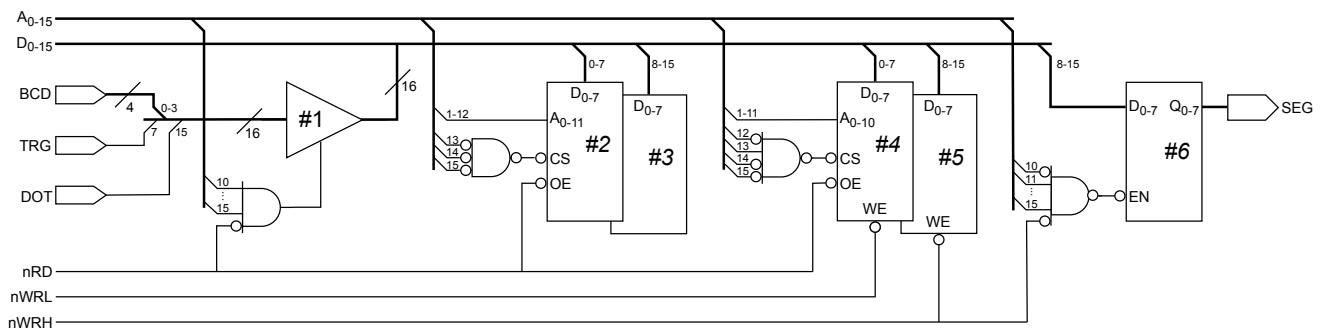 A0-15
D0-15
BCD
4
0-3
7
15
16
#1
16
TRG
DOT
10
15
1-12
13
14
15
0-7
8-15
D0-7
D0-7
A0-11
#2
#3
CS
OE
1-11
12
13
14
15
0-7
8-15
D0-7
D0-7
A0-10
#4
#5
CS
OE
WE
WE
8-15
10
11
15
D0-7
Q0-7
#6
EN
SEG
nRD
nWRL
nWRH